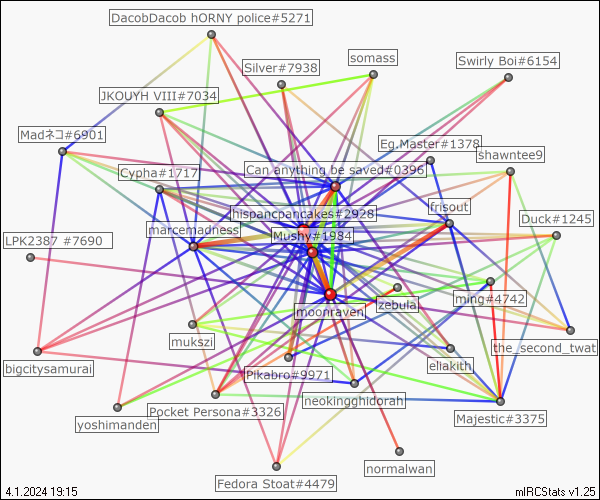 DacobDacob hORNY police#5271
Silver#7938
somass
Swirly Boi#6154
JKOUYH VIII#7034
Madネコ#6901
Eg.Master#1378
shawntee9
Cypha#1717
Can anything be saved#0396
hispancpancakes#2928
frisout
Duck#1245
marcemadness
Mushy#1984
LPK2387 #7690
moonraven
zebula
ming#4742
mukszi
the_second_twat
bigcitysamurai
Pikabro#9971
eliakith
neokingghidorah
yoshimanden
Pocket Persona#3326
Majestic#3375
normalwan
Fedora Stoat#4479
4.1.2024 19:15
mIRCStats v1.25